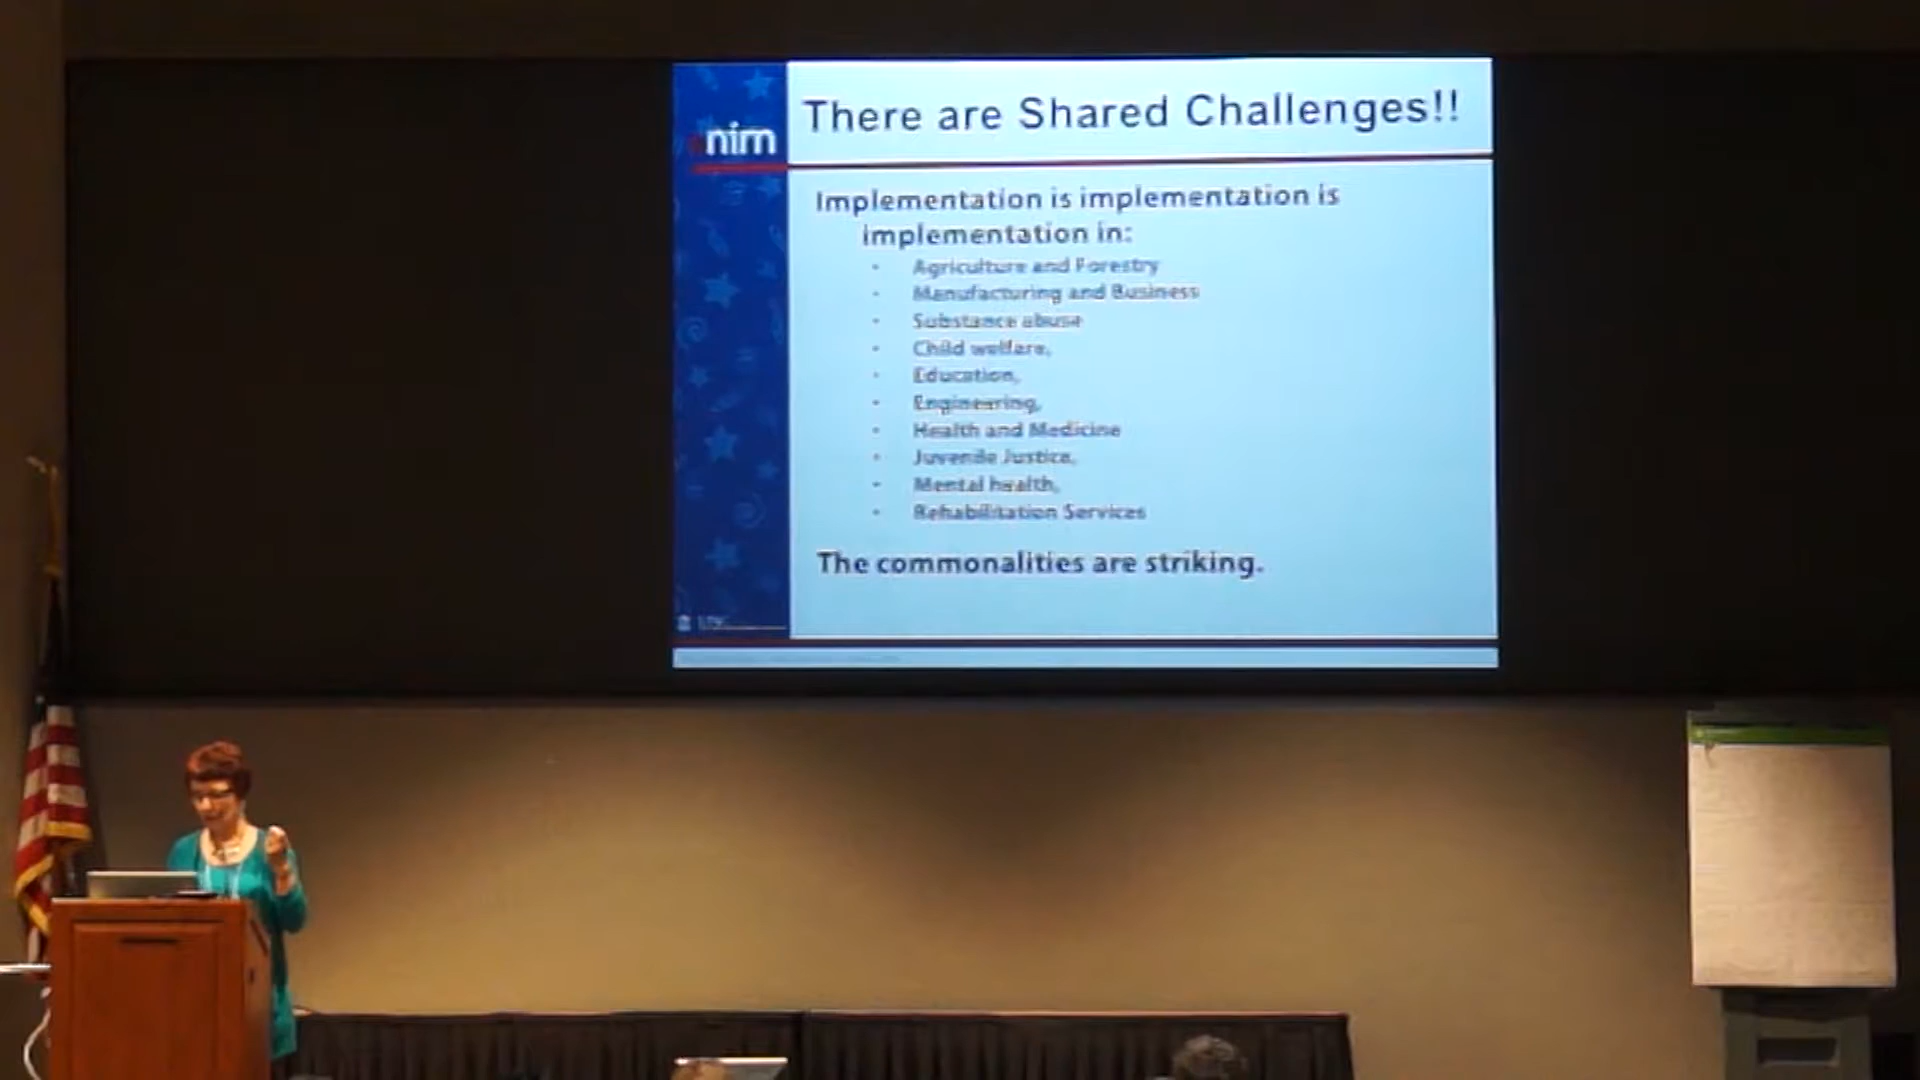 nirn
There are Shared Challenges!!
Implementation is implementation is
implementation in:
• Agriculture and Forestry
• Manufacturing and Business
• Substance abuse
• Child welfare,
• Education,
• Engineering,
• Health and Medicine
• Juvenile Justice,
• Mental health,
• Rehabilitation Services
The commonalities are striking.